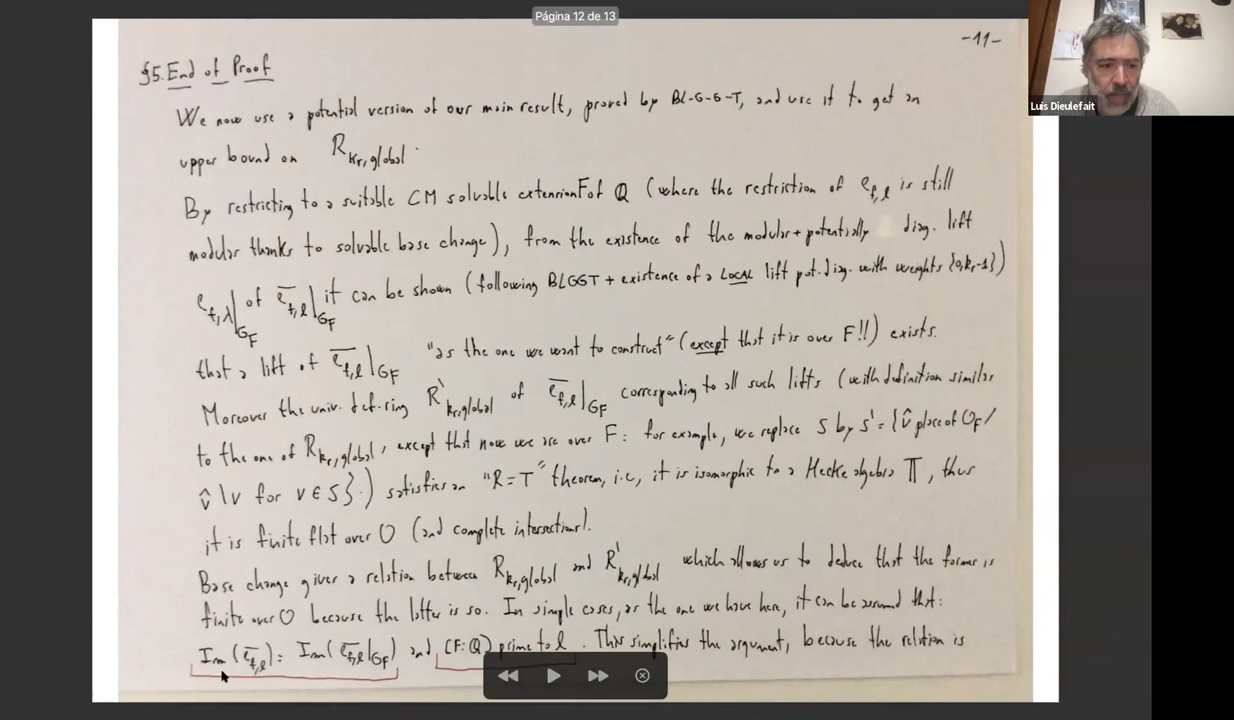 Página 12 de 13
Luis Dieulefait
-11-
§5. End of Proof
We now use a potential version of our main result, proved by BL-G-G-T, and use it to get an
upper bound on R_{kr,global}.
By restricting to a suitable CM solvable extension F of Q (where the restriction of ρ_{f,ℓ} is still
modular thanks to solvable base change), from the existence of the modular + potentially diag. lift
ρ_{f,λ}|_{G_F} of \overline{ρ_{f,ℓ}}|_{G_F} it can be shown (following BLGGT + existence of a LOCAL lift pot. diag. with weights {0,kr-1})
that a lift of \overline{ρ_{f,ℓ}}|_{G_F} "as the one we want to construct" (except that it is over F!!) exists.
Moreover the univ. def. ring R'_{kr,global} of \overline{ρ_{f,ℓ}}|_{G_F} corresponding to all such lifts (with definition similar
to the one of R_{kr,global}, except that now we are over F: for example, we replace S by S' = {v̂ place of O_F /
v̂ | v for v ∈ S}.) satisfies an "R=T" theorem, i.e, it is isomorphic to a Hecke algebra 𝕋, thus
it is finite flat over O (and complete intersection).
Base change gives a relation between R_{kr,global} and R'_{kr,global} which allows us to deduce that the former is
finite over O because the latter is so. In simple cases, as the one we have here, it can be assumed that:
Im(\overline{ρ_{f,ℓ}}) = Im(\overline{ρ_{f,ℓ}}|_{G_F}) and [F:Q] prime to ℓ. This simplifies the argument, because the relation is